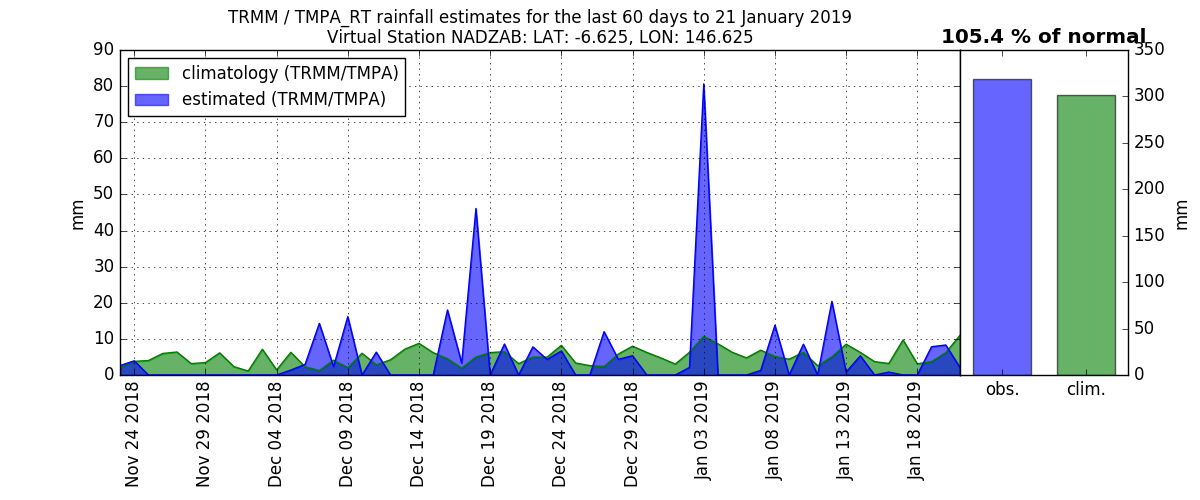 TRMM / TMPA_RT rainfall estimates for the last 60 days to 21 January 2019
Virtual Station NADZAB: LAT: -6.625, LON: 146.625
105.4 % of normal
climatology (TRMM/TMPA)
estimated (TRMM/TMPA)
mm
90
80
70
60
50
40
30
20
10
0
Nov 24 2018
Nov 29 2018
Dec 04 2018
Dec 09 2018
Dec 14 2018
Dec 19 2018
Dec 24 2018
Dec 29 2018
Jan 03 2019
Jan 08 2019
Jan 13 2019
Jan 18 2019
obs.
clim.
350
300
250
200
150
100
50
0
mm